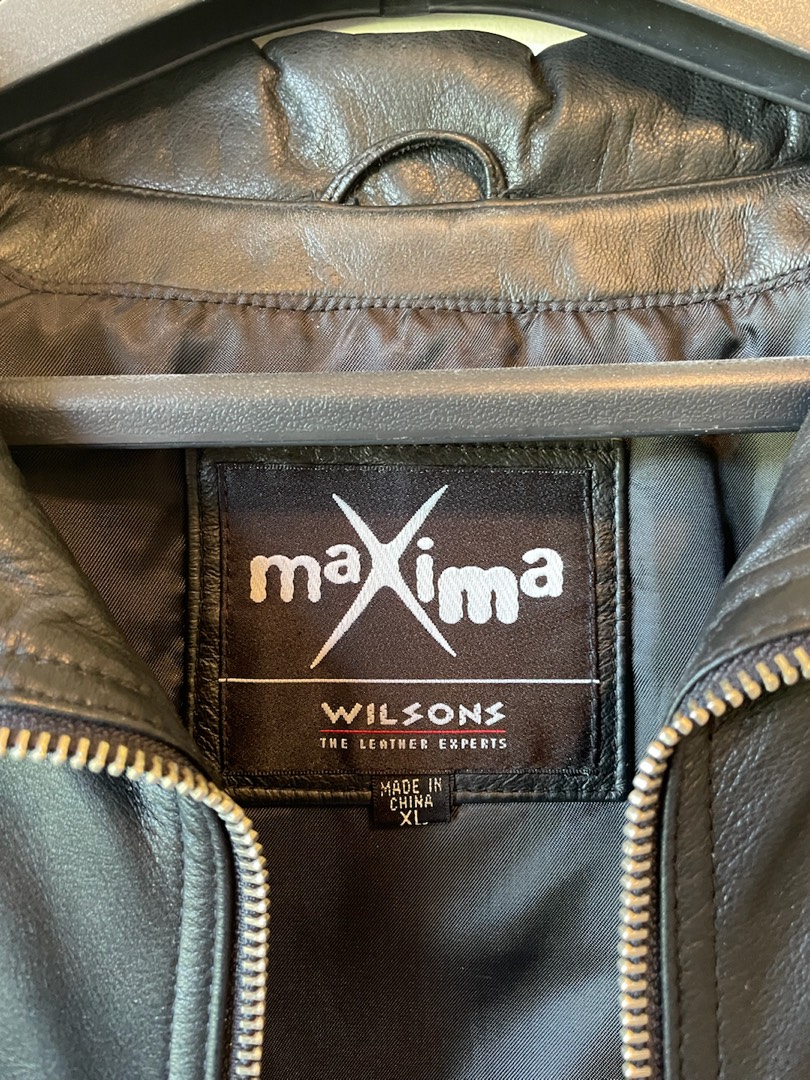 maXima
WILSONS
THE LEATHER EXPERTS
MADE IN
CHINA
XL